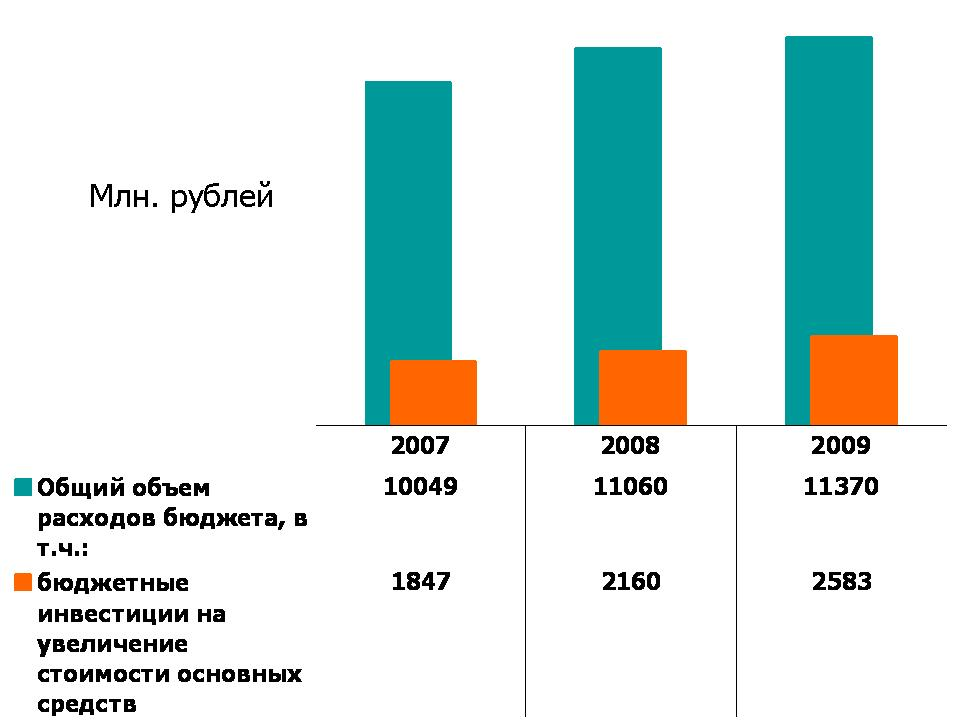 Млн. рублей
2007 2008 2009
Общий объем 10049 11060 11370
расходов бюджета, в
т.ч.:
бюджетные 1847 2160 2583
инвестиции на
увеличение
стоимости основных
средств